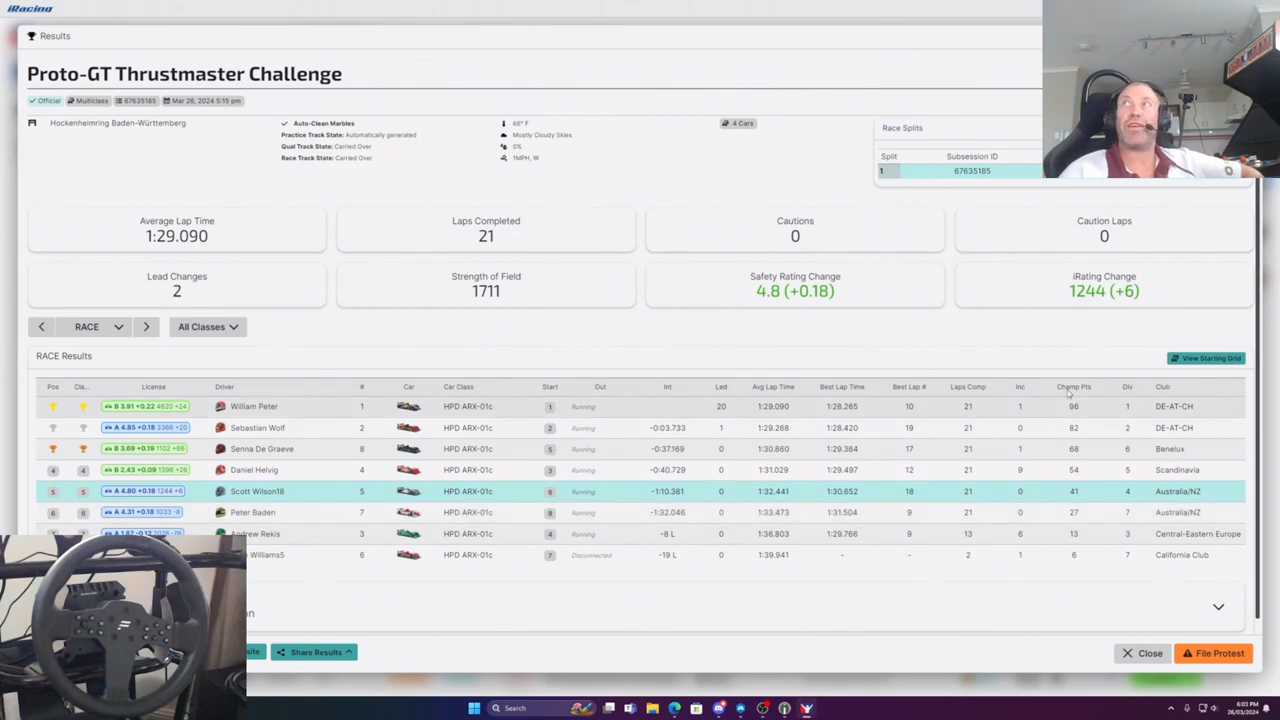 iRacing
Results
Proto-GT Thrustmaster Challenge
Official Multiclass 67635185 Mar 26, 2024 5:15 pm
Hockenheimring Baden-Württemberg
Auto-Clean Marbles
Practice Track State: Automatically generated
Qual Track State: Carried Over
Race Track State: Carried Over
66° F
Mostly Cloudy Skies
0%
1MPH, W
4 Cars
Race Splits
Split Subsession ID
1 67635185
Average Lap Time
1:29.090
Laps Completed
21
Cautions
0
Caution Laps
0
Lead Changes
2
Strength of Field
1711
Safety Rating Change
4.8 (+0.18)
iRating Change
1244 (+6)
RACE
All Classes
RACE Results
View Starting Grid
Pos Cla... License Driver # Car Car Class Start Out Int Led Avg Lap Time Best Lap Time Best Lap # Laps Comp Inc Champ Pts Div Club
B 3.91 +0.22 4620 +24 William Peter 1 HPD ARX-01c 1 Running 20 1:29.090 1:28.265 10 21 1 96 1 DE-AT-CH
A 4.85 +0.18 3366 +20 Sebastian Wolf 2 HPD ARX-01c 2 Running -0:03.733 1 1:29.268 1:28.420 19 21 0 82 2 DE-AT-CH
B 3.69 +0.19 1102 +66 Senna De Graeve 8 HPD ARX-01c 5 Running -0:37.169 0 1:30.860 1:29.384 17 21 0 68 6 Benelux
4 4 B 2.43 +0.09 1396 +26 Daniel Helvig 4 HPD ARX-01c 3 Running -0:40.729 0 1:31.029 1:29.497 12 21 9 54 5 Scandinavia
5 5 A 4.80 +0.18 1244 +6 Scott Wilson18 5 HPD ARX-01c 6 Running -1:10.381 0 1:32.441 1:30.652 18 21 0 41 4 Australia/NZ
6 6 A 4.31 +0.18 1033 -8 Peter Baden 7 HPD ARX-01c 8 Running -1:32.046 0 1:33.473 1:31.504 9 21 0 27 7 Australia/NZ
Andrew Rekis 3 HPD ARX-01c 4 Running -8 L 0 1:36.803 1:29.766 9 13 6 13 3 Central-Eastern Europe
Williams5 6 HPD ARX-01c 7 Disconnected -19 L 0 1:39.941 - - 2 1 6 7 California Club
Share Results
Close
File Protest
Search
6:03 PM
26/03/2024